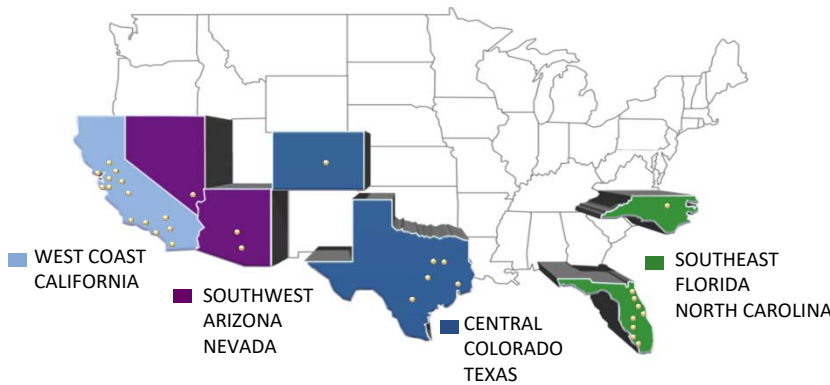 WEST COAST
CALIFORNIA
SOUTHWEST
ARIZONA
NEVADA
CENTRAL
COLORADO
TEXAS
SOUTHEAST
FLORIDA
NORTH CAROLINA